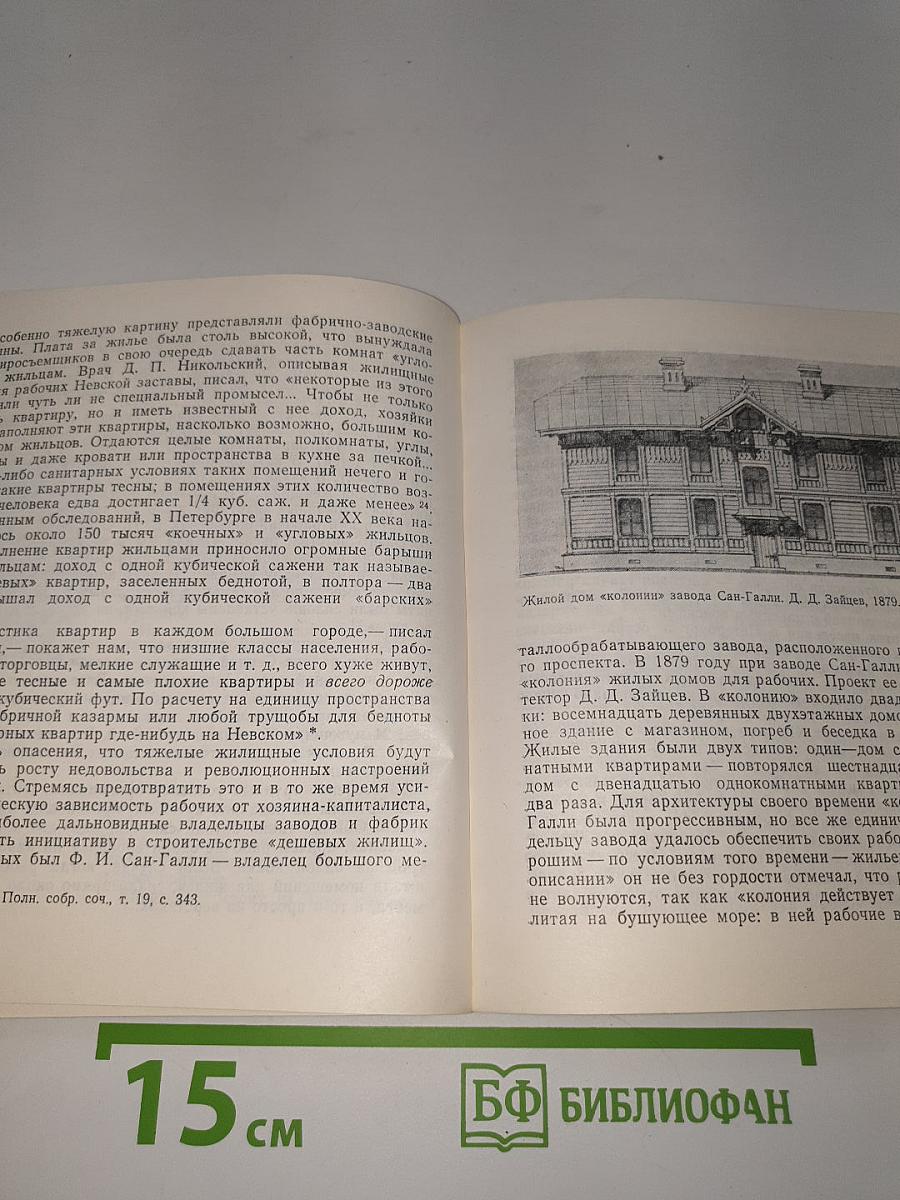 собенно тяжелую картину представляли фабрично-заводские
ны. Плата за жилье была столь высокой, что вынуждала
иросъемщиков в свою очередь сдавать часть комнат «угло-
жильцам. Врач Д. П. Никольский, описывая жилищные
я рабочих Невской заставы, писал, что «некоторые из этого
или чуть ли не специальный промысел... Чтобы не только
ь квартиру, но и иметь известный с нее доход, хозяйки
аполняют эти квартиры, насколько возможно, большим ко-
ом жильцов. Отдаются целые комнаты, полкомнаты, углы,
ы и даже кровати или пространства в кухне за печкой...
-либо санитарных условиях таких помещений нечего и го-
акие квартиры тесны; в помещениях этих количество воз-
человека едва достигает 1/4 куб. саж. и даже менее» 24.
нным обследований, в Петербурге в начале XX века на-
ось около 150 тысяч «коечных» и «угловых» жильцов.
лнение квартир жильцами приносило огромные барыши
льцам: доход с одной кубической сажени так называе-
евых» квартир, заселенных беднотой, в полтора — два
ышал доход с одной кубической сажени «барских»
стика квартир в каждом большом городе,— писал
,— покажет нам, что низшие классы населения, рабо-
торговцы, мелкие служащие и т. д., всего хуже живут,
е тесные и самые плохие квартиры и всего дороже
кубический фут. По расчету на единицу пространства
бричной казармы или любой трущобы для бедноты
рных квартир где-нибудь на Невском» *.
ь опасения, что тяжелые жилищные условия будут
ь росту недовольства и революционных настроений
. Стремясь предотвратить это и в то же время уси-
ческую зависимость рабочих от хозяина-капиталиста,
иболее дальновидные владельцы заводов и фабрик
ть инициативу в строительстве «дешевых жилищ».
ых был Ф. И. Сан-Галли — владелец большого ме-
Полн. собр. соч., т. 19, с. 343.
Жилой дом «колонии» завода Сан-Галли. Д. Д. Зайцев, 1879.
таллообрабатывающего завода, расположенного
го проспекта. В 1879 году при заводе Сан-Галли
«колония» жилых домов для рабочих. Проект ее
тектор Д. Д. Зайцев. В «колонию» входило двад
ки: восемнадцать деревянных двухэтажных домо
ное здание с магазином, погреб и беседка в
Жилые здания были двух типов: один—дом с
натными квартирами — повторялся шестнадца
дом с двенадцатью однокомнатными кварти
два раза. Для архитектуры своего времени «ко
Галли была прогрессивным, но все же единич
дельцу завода удалось обеспечить своих рабо
рошим — по условиям того времени — жилье
описании» он не без гордости отмечал, что р
не волнуются, так как «колония действует
литая на бушующее море: в ней рабочие в
15 см
БФ БИБЛИОФАН